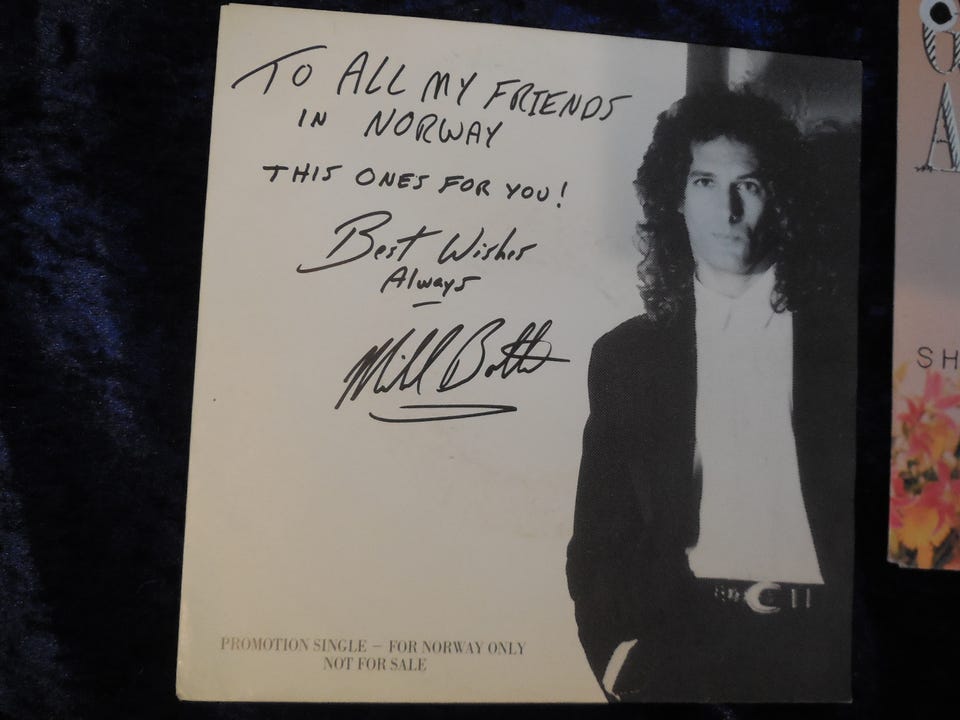 TO ALL MY FRIENDS
IN NORWAY
THIS ONES FOR YOU!
Best Wishes
Always
PROMOTION SINGLE – FOR NORWAY ONLY
NOT FOR SALE
A
SH